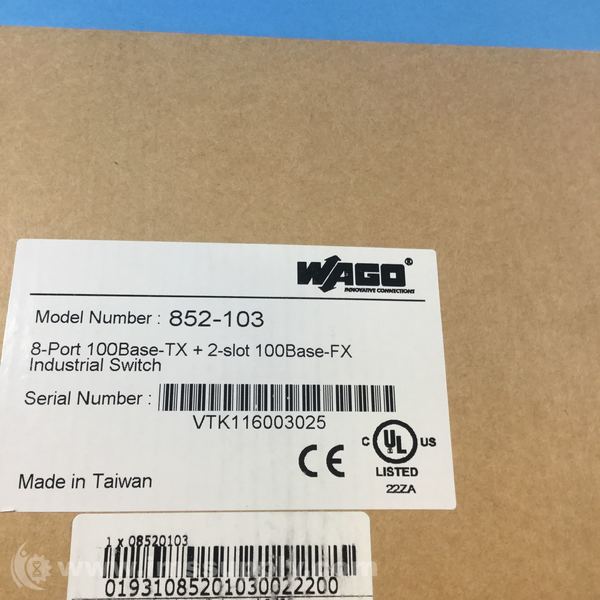 WAGO®
INNOVATIVE CONNECTIONS
Model Number : 852-103
8-Port 100Base-TX + 2-slot 100Base-FX
Industrial Switch
Serial Number :
VTK116003025
CE
C UL US
LISTED
22ZA
Made in Taiwan
1 x 08520103
01931085201030022200